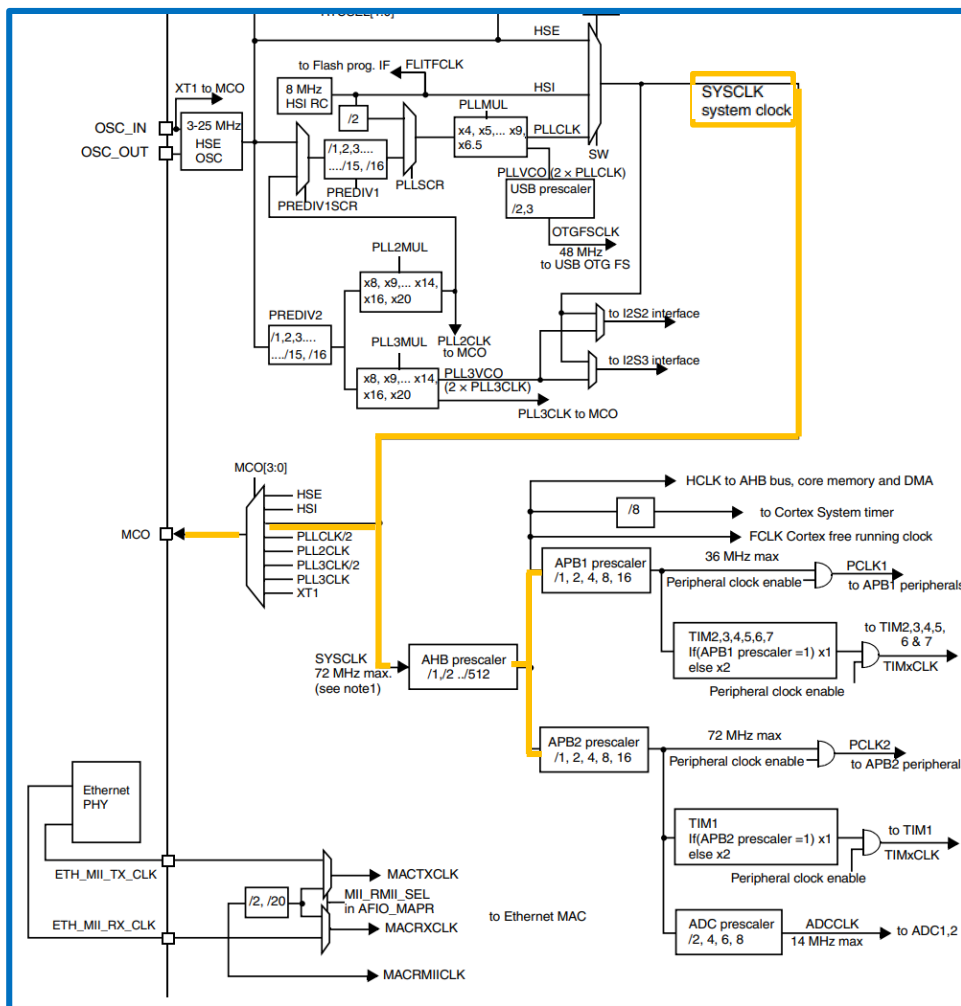 HSE
to Flash prog. IF
FLITFCLK
8 MHz
HSI RC
HSI
/2
XT1 to MCO
SYSCLK
system clock
OSC_IN
OSC_OUT
3-25 MHz
HSE
OSC
/1,2,3....
..../15, /16
PREDIV1
PREDIV1SCR
PLLSCR
PLLMUL
x4, x5,... x9,
x6.5
PLLCLK
SW
PLLVCO (2 × PLLCLK)
USB prescaler
/2,3
OTGFSCLK
48 MHz
to USB OTG FS
PLL2MUL
x8, x9,... x14,
x16, x20
PLL2CLK
to MCO
PREDIV2
/1,2,3....
..../15, /16
PLL3MUL
x8, x9,... x14,
x16, x20
PLL3VCO
(2 × PLL3CLK)
PLL3CLK to MCO
to I2S2 interface
to I2S3 interface
MCO[3:0]
MCO
HSE
HSI
PLLCLK/2
PLL2CLK
PLL3CLK/2
PLL3CLK
XT1
SYSCLK
72 MHz max.
(see note1)
AHB prescaler
/1,/2 ../512
HCLK to AHB bus, core memory and DMA
/8
to Cortex System timer
FCLK Cortex free running clock
APB1 prescaler
/1, 2, 4, 8, 16
36 MHz max
Peripheral clock enable
PCLK1
to APB1 peripherals
TIM2,3,4,5,6,7
If(APB1 prescaler =1) x1
else x2
to TIM2,3,4,5,
6 & 7
TIMxCLK
Peripheral clock enable
APB2 prescaler
/1, 2, 4, 8, 16
72 MHz max
Peripheral clock enable
PCLK2
to APB2 peripheral
TIM1
If(APB2 prescaler =1) x1
else x2
to TIM1
TIMxCLK
Peripheral clock enable
ADC prescaler
/2, 4, 6, 8
ADCCLK
14 MHz max
to ADC1,2
Ethernet
PHY
ETH_MII_TX_CLK
ETH_MII_RX_CLK
/2, /20
MII_RMII_SEL
in AFIO_MAPR
MACTXCLK
MACRXCLK
MACRMIICLK
to Ethernet MAC